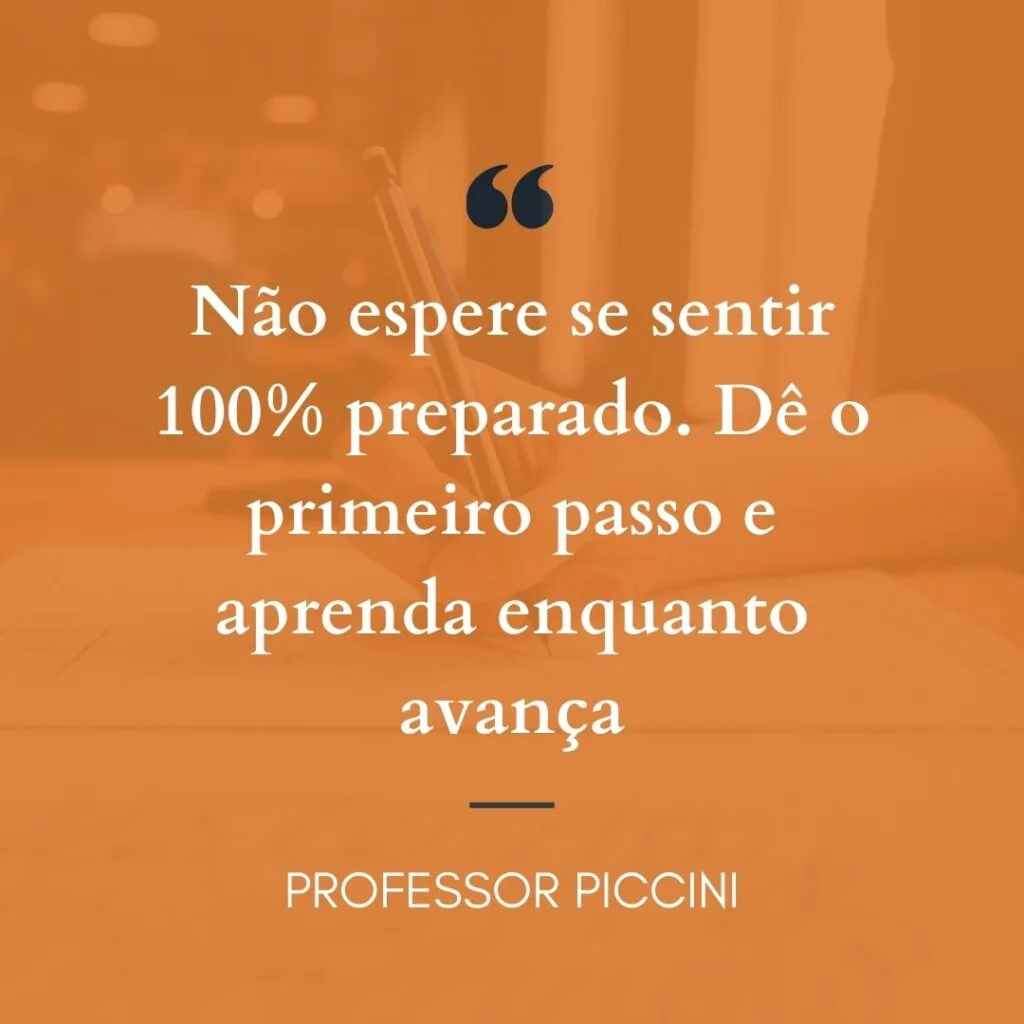 “
Não espere se sentir
100% preparado. Dê o
primeiro passo e
aprenda enquanto
avança
PROFESSOR PICCINI